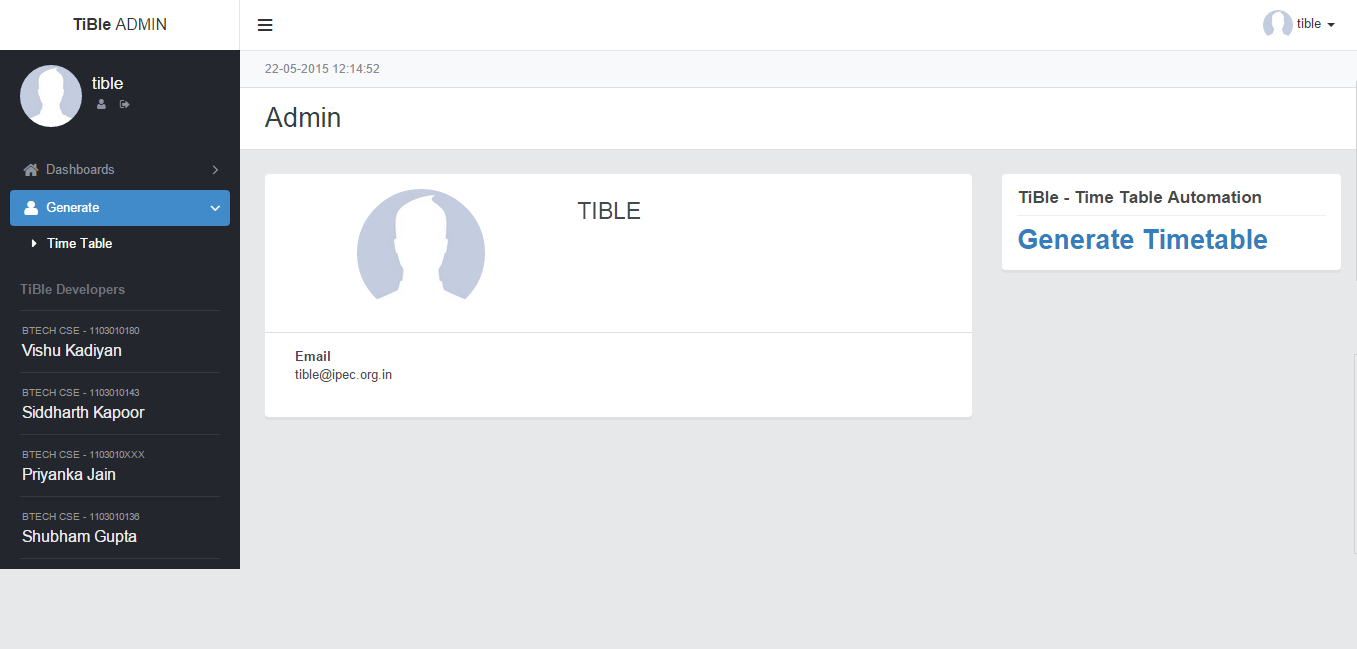 TiBle ADMIN
tible
22-05-2015 12:14:52
tible
Admin
Dashboards
Generate
Time Table
TiBle Developers
BTECH CSE - 1103010180
Vishu Kadiyan
BTECH CSE - 1103010143
Siddharth Kapoor
BTECH CSE - 1103010XXX
Priyanka Jain
BTECH CSE - 1103010136
Shubham Gupta
TIBLE
Email
tible@ipec.org.in
TiBle - Time Table Automation
Generate Timetable